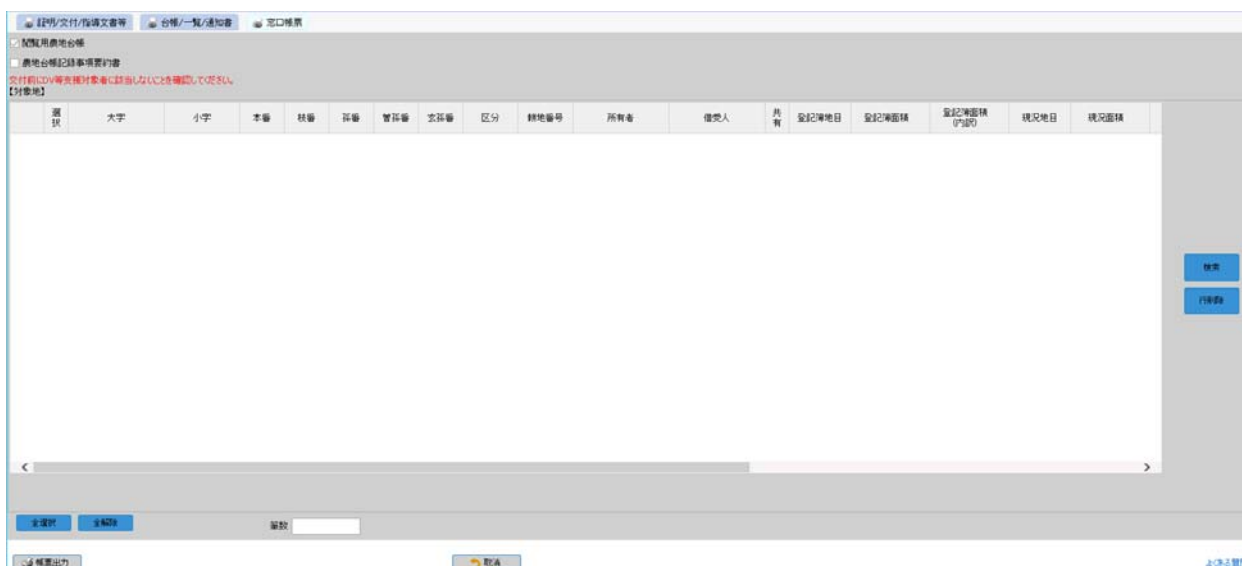 証明/交付/指導文書等 台帳/一覧/通知書 窓口帳票
閲覧用農地台帳
農地台帳記録事項要約書
交付前にDV等支援対象者に該当しないことを確認してください。
【対象地】
選択 大字 小字 本番 枝番 孫番 曽孫番 玄孫番 区分 耕地番号 所有者 借受人 共有 登記簿地目 登記簿面積 登記簿面積(内訳) 現況地目 現況面積
検索
行削除
全選択 全解除 筆数
帳票出力 取消 よくある質